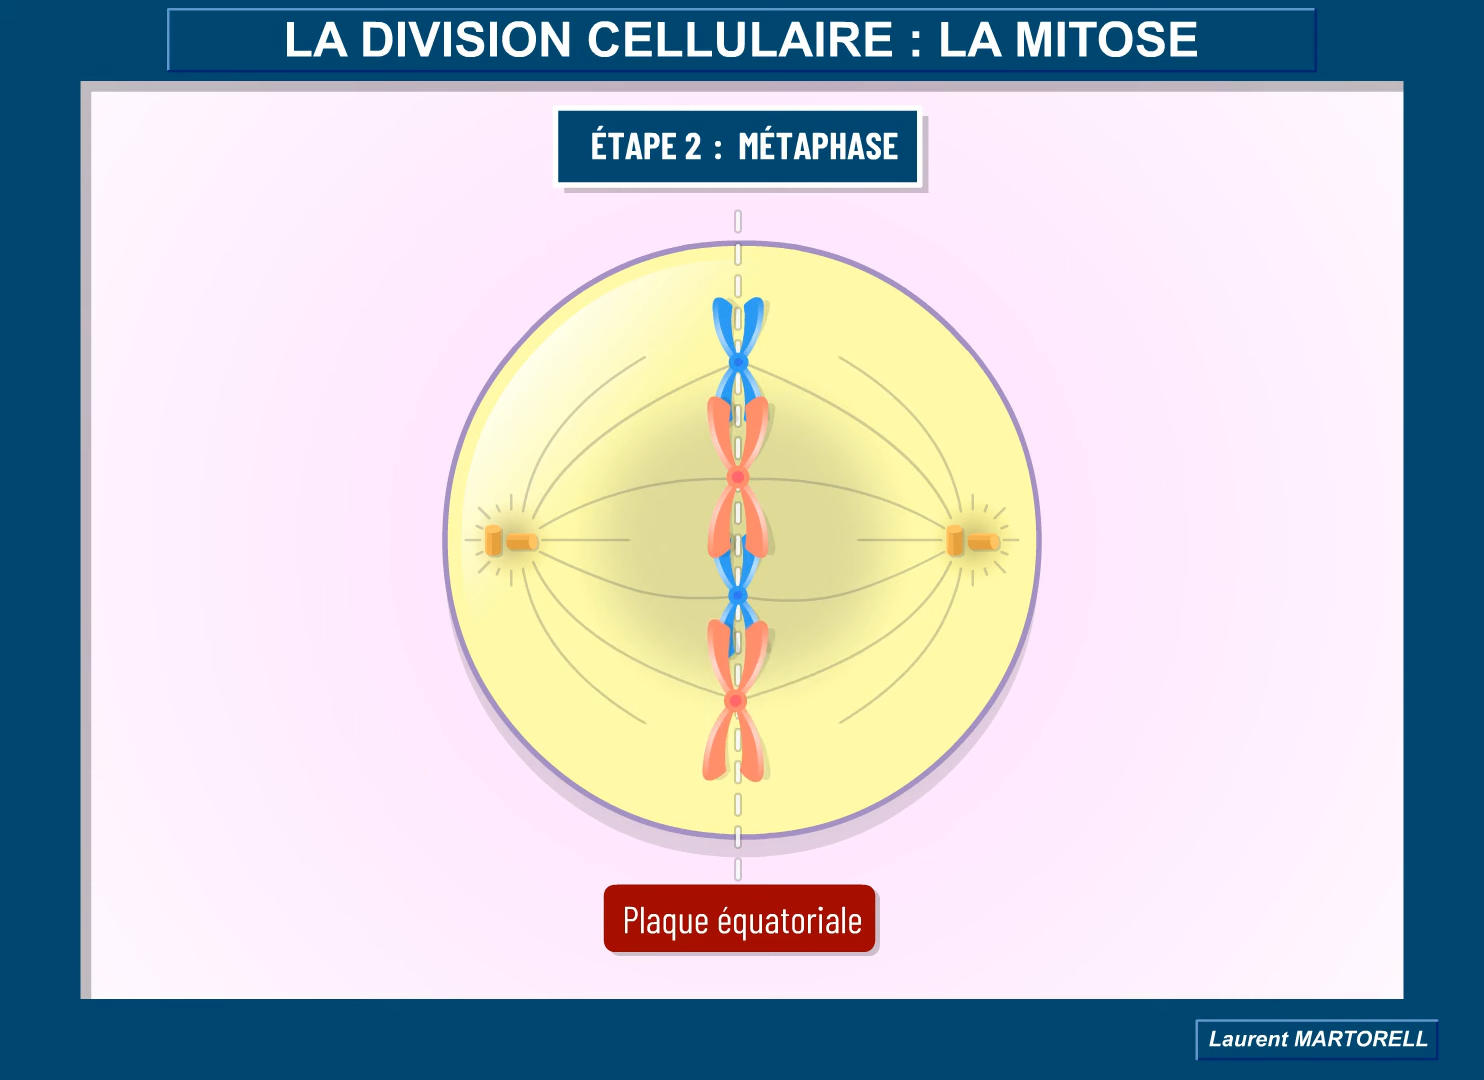 LA DIVISION CELLULAIRE : LA MITOSE
ÉTAPE 2 : MÉTAPHASE
Plaque équatoriale
Laurent MARTORELL